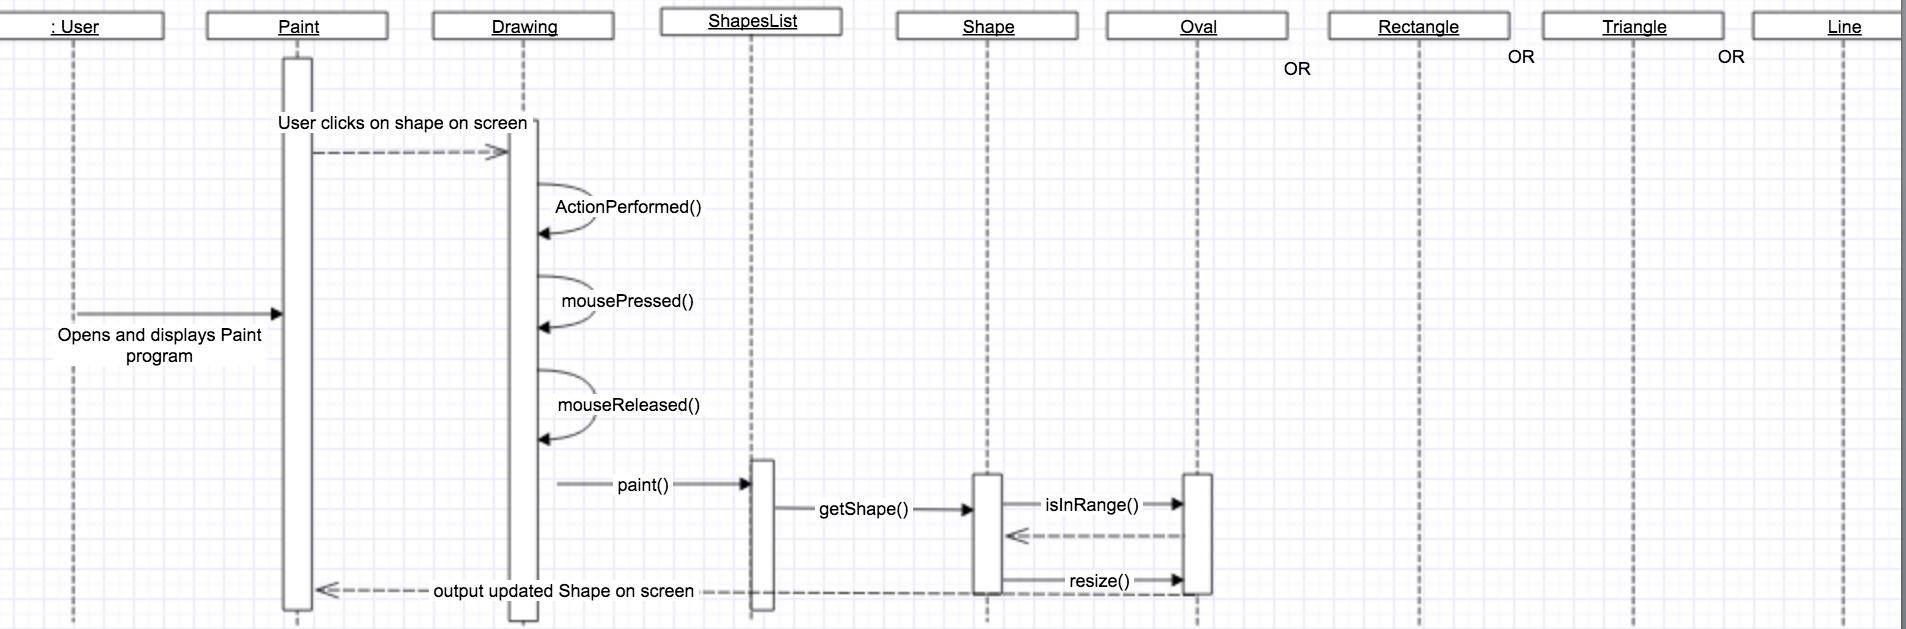 : User
Paint
Drawing
ShapesList
Shape
Oval
Rectangle
Triangle
Line
OR
OR
OR
User clicks on shape on screen
ActionPerformed()
mousePressed()
Opens and displays Paint
program
mouseReleased()
paint()
getShape()
isInRange()
resize()
output updated Shape on screen